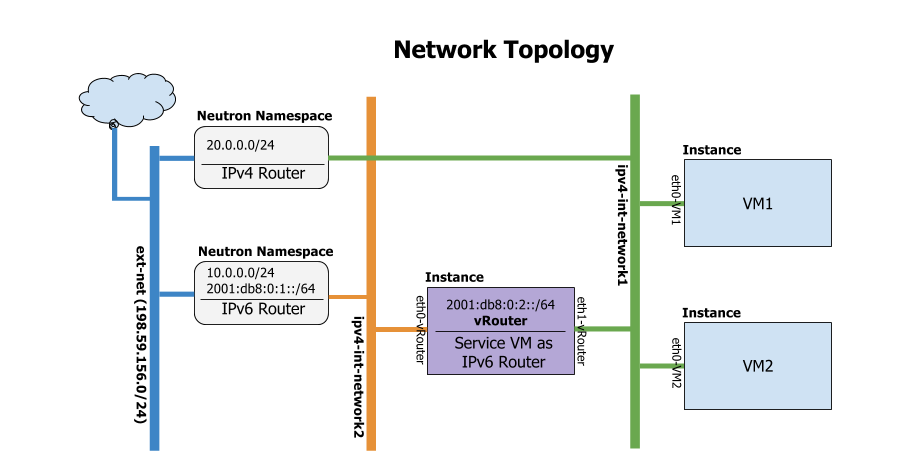 Network Topology
Neutron Namespace
20.0.0.0/24
IPv4 Router
Neutron Namespace
10.0.0.0/24
2001:db8:0:1::/64
IPv6 Router
ext-net (198.59.156.0/24)
ipv4-int-network2
Instance
eth0-vRouter
2001:db8:0:2::/64
vRouter
Service VM as
IPv6 Router
eth1-vRouter
ipv4-int-network1
Instance
eth0-VM1
VM1
Instance
eth0-VM2
VM2